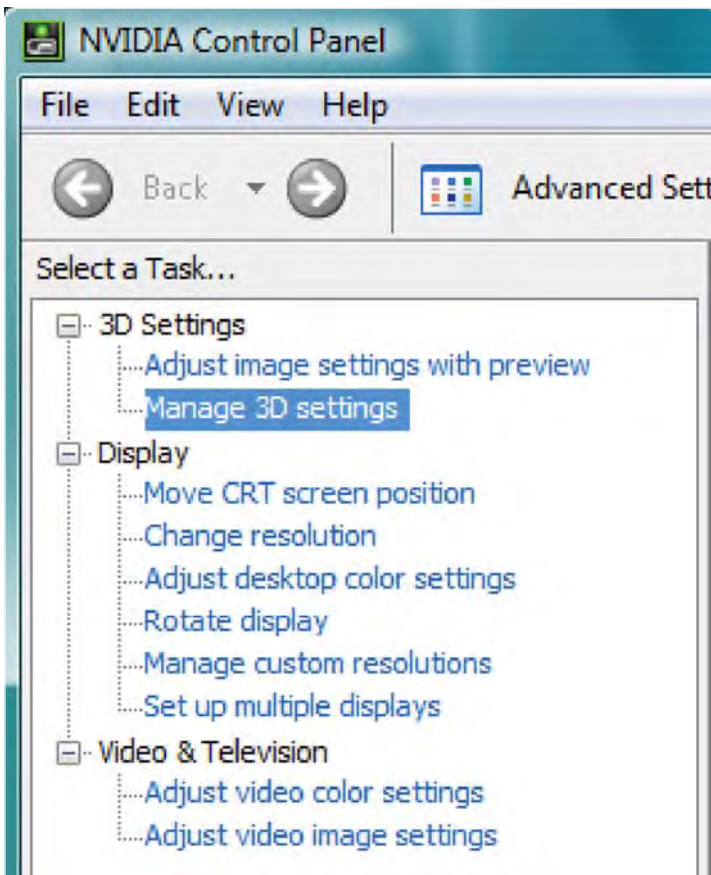 NVIDIA Control Panel
File Edit View Help
Back Advanced Sett
Select a Task...
3D Settings
Adjust image settings with preview
Manage 3D settings
Display
Move CRT screen position
Change resolution
Adjust desktop color settings
Rotate display
Manage custom resolutions
Set up multiple displays
Video & Television
Adjust video color settings
Adjust video image settings